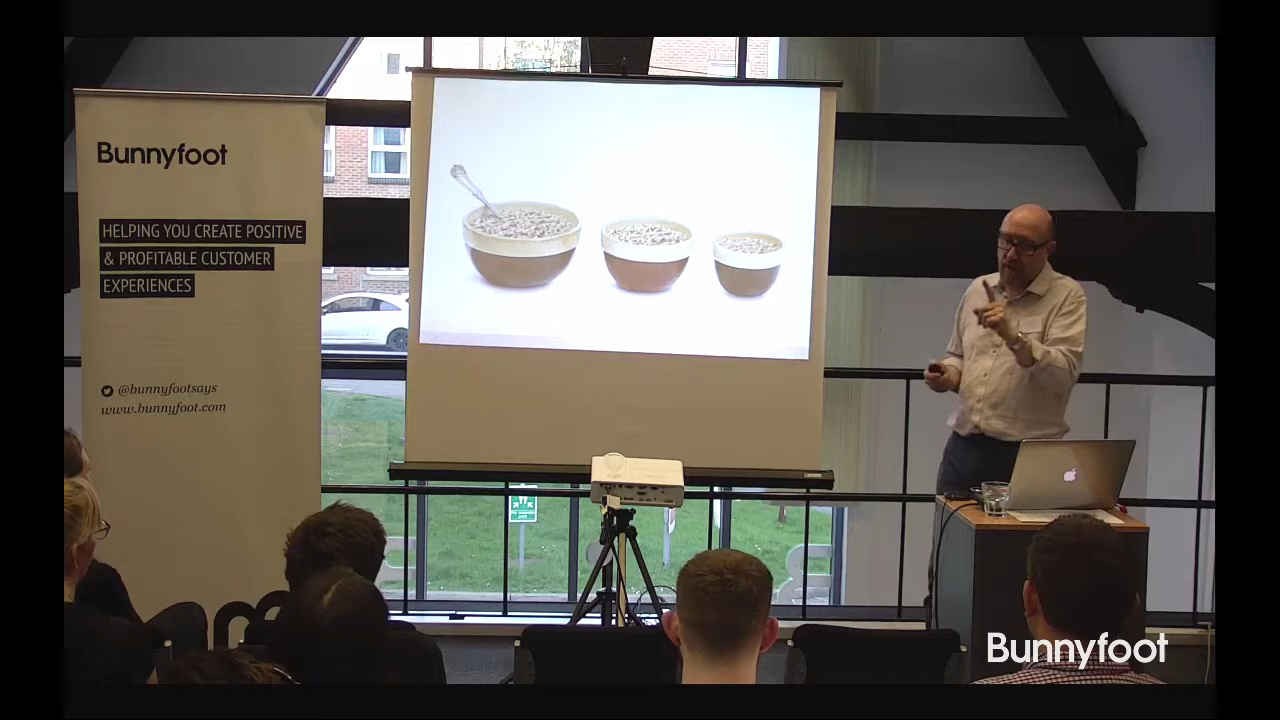 Bunnyfoot
HELPING YOU CREATE POSITIVE
& PROFITABLE CUSTOMER
EXPERIENCES
@bunnyfootsays
www.bunnyfoot.com
Bunnyfoot